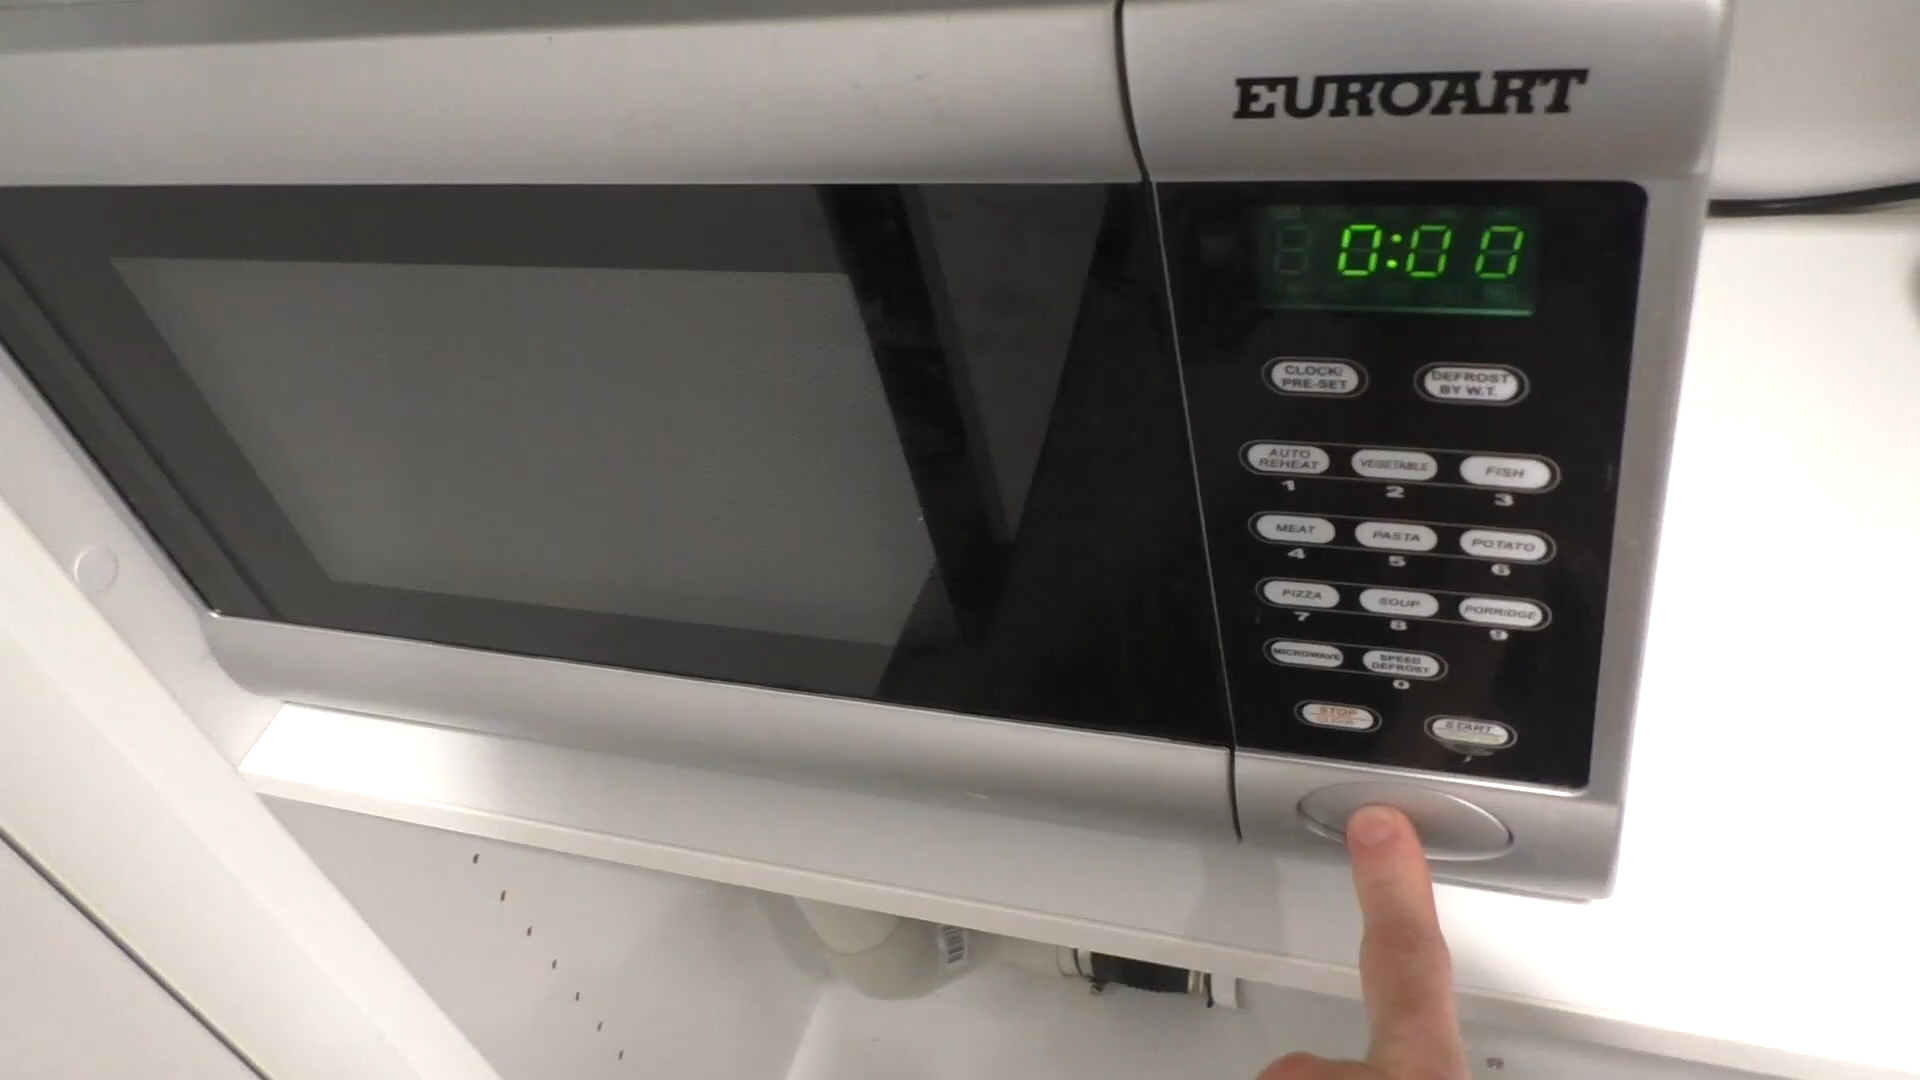 EUROART
0:00
CLOCK/
PRE-SET
DEFROST
BY W.T.
AUTO
REHEAT
VEGETABLE
FISH
1
2
3
MEAT
PASTA
POTATO
4
5
6
PIZZA
SOUP
PORRIDGE
7
8
9
MICROWAVE
SPEED
DEFROST
0
STOP
CLEAR
START